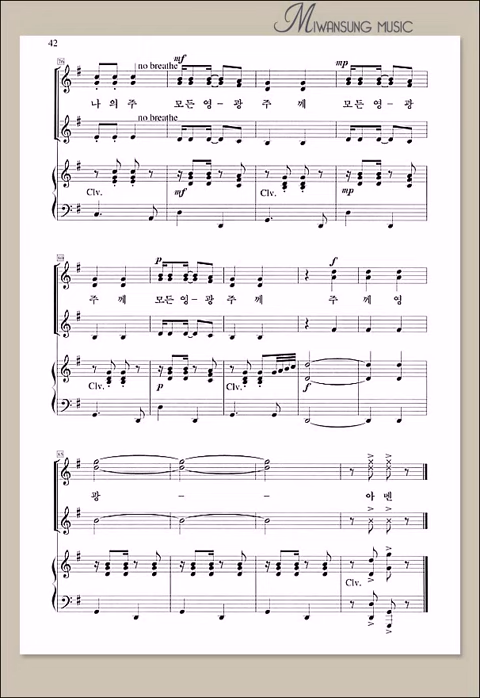 MIWANSUNG MUSIC
42
no breathe mf mp
나 의 주 모든 영 - 광 주 께 모든 영 - 광
no breathe
Clv. mf Clv. mp
p f
주 께 모든 영 - 광 주 께 주 께 영
Clv. p Clv. f
광 - - 아 멘
Clv.